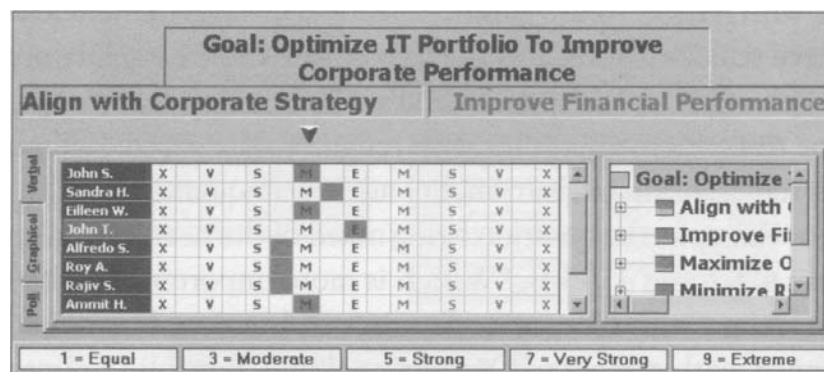 Goal: Optimize IT Portfolio To Improve
Corporate Performance
Align with Corporate Strategy
Improve Financial Performance
Verbal
Graphical
Poll
John S. X V S M E M S V X
Sandra H. X V S M E M S V X
Eilleen W. X V S M E M S V X
John T. X V S M E M S V X
Alfredo S. X V S M E M S V X
Roy A. X V S M E M S V X
Rajiv S. X V S M E M S V X
Ammit H. X V S M E M S V X
Goal: Optimize
Align with
Improve Fi
Maximize O
Minimize Ri
1 = Equal
3 = Moderate
5 = Strong
7 = Very Strong
9 = Extreme